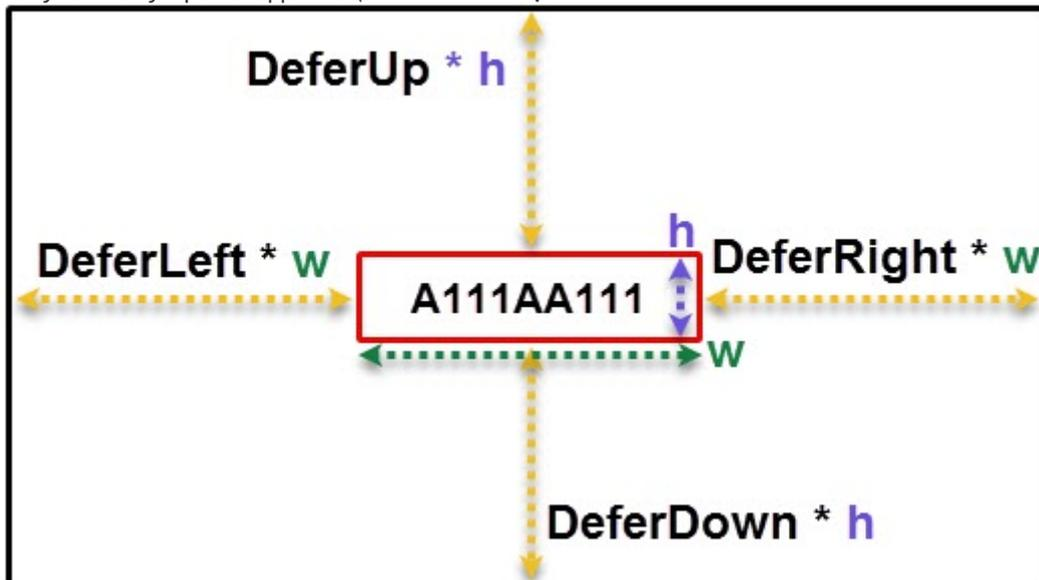 DeferUp * h
h
DeferLeft * w
DeferRight * w
A111AA111
w
DeferDown * h